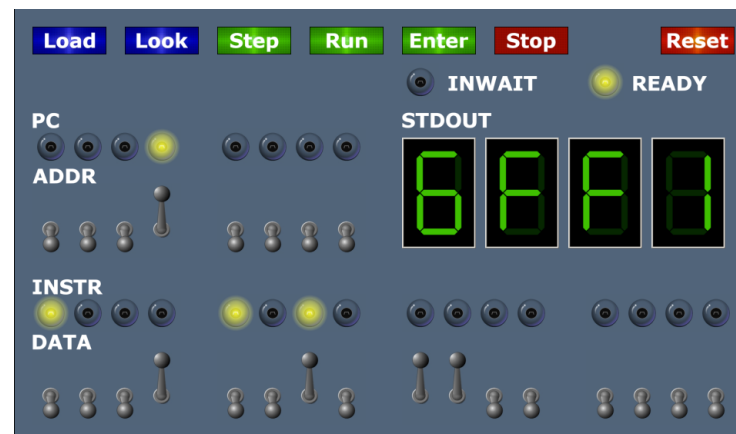 Load Look Step Run Enter Stop Reset
INWAIT READY
PC STDOUT
ADDR
6FF1
INSTR
DATA